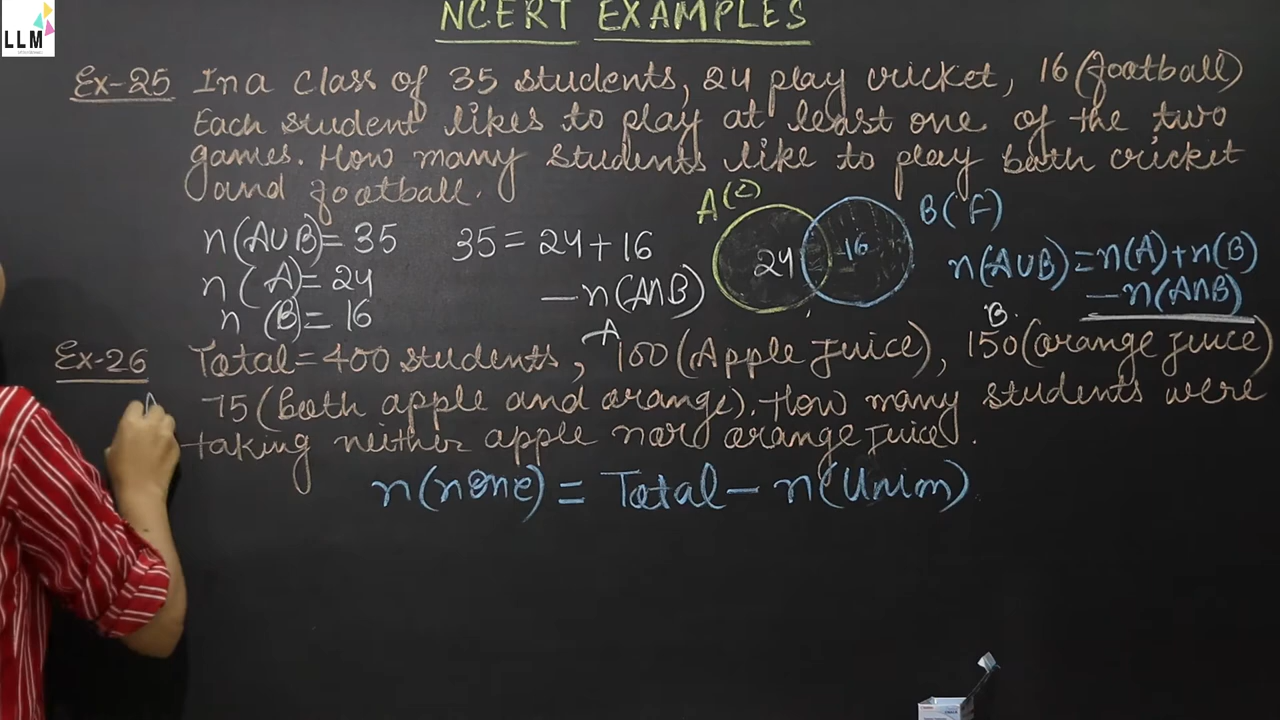 LLM
NCERT EXAMPLES
Ex-25 In a class of 35 students, 24 play cricket, 16 (football)
Each student likes to play at least one of the two
games. How many students like to play both cricket
and football.
A(C)
B(F)
24
16
n(A∪B)= 35
n(A)= 24
n(B)= 16
35 = 24 + 16
- n(A∩B)
n(A∪B) = n(A) + n(B)
- n(A∩B)
A
B
Ex-26 Total = 400 students, 100 (Apple juice), 150 (orange juice)
75 (both apple and orange). How many students were
taking neither apple nor orange juice.
n(none) = Total - n(Union)